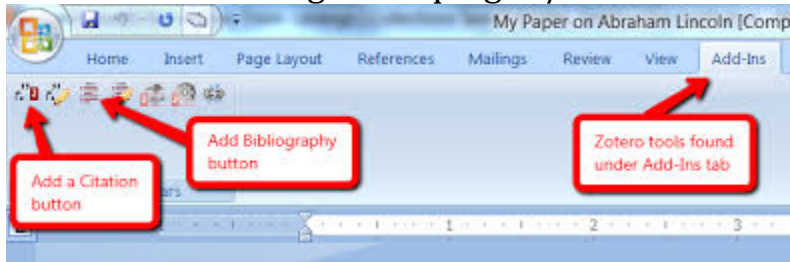 My Paper on Abraham Lincoln [Comp
Home Insert Page Layout References Mailings Review View Add-Ins
Add Bibliography
button
Zotero tools found
under Add-Ins tab
Add a Citation
button
1 2 3